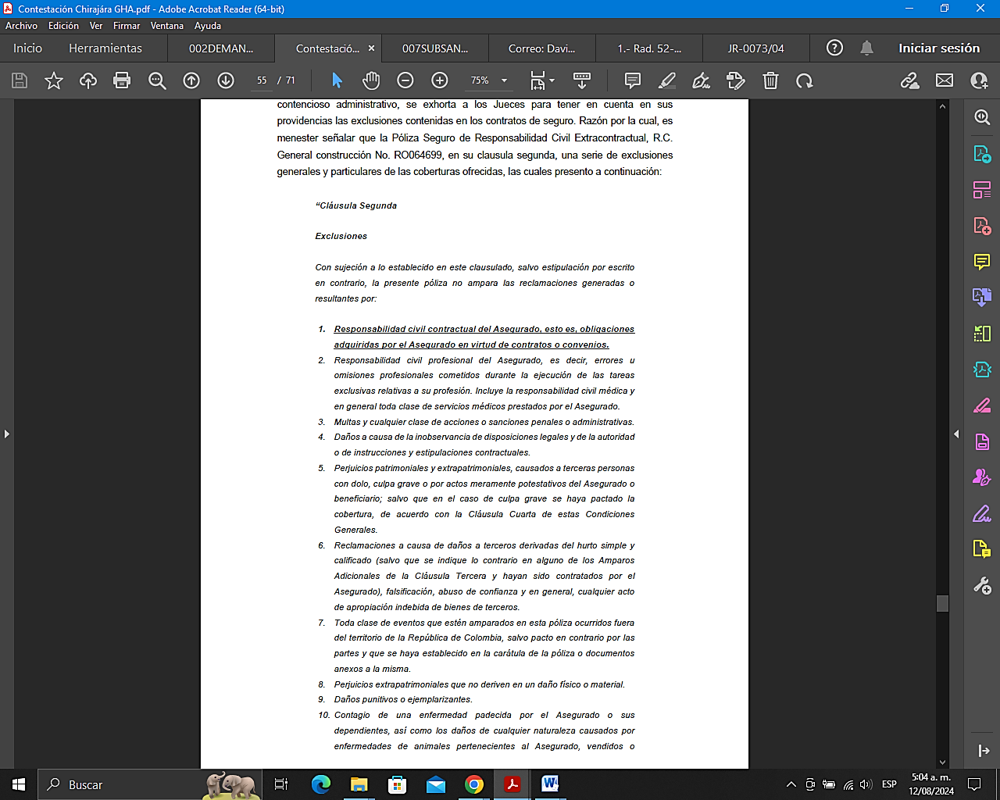 Contestación Chirajára GHA.pdf - Adobe Acrobat Reader (64-bit)
Archivo Edición Ver Firmar Ventana Ayuda
Inicio Herramientas 002DEMAN... Contestació... × 007SUBSAN... Correo: Davi... 1.- Rad. 52-... JR-0073/04 Iniciar sesión
55 / 71 75%
contencioso administrativo, se exhorta a los Jueces para tener en cuenta en sus
providencias las exclusiones contenidas en los contratos de seguro. Razón por la cual, es
menester señalar que la Póliza Seguro de Responsabilidad Civil Extracontractual, R.C.
General construcción No. RO064699, en su clausula segunda, una serie de exclusiones
generales y particulares de las coberturas ofrecidas, las cuales presento a continuación:
“Cláusula Segunda
Exclusiones
Con sujeción a lo establecido en este clausulado, salvo estipulación por escrito
en contrario, la presente póliza no ampara las reclamaciones generadas o
resultantes por:
1. Responsabilidad civil contractual del Asegurado, esto es, obligaciones
adquiridas por el Asegurado en virtud de contratos o convenios.
2. Responsabilidad civil profesional del Asegurado, es decir, errores u
omisiones profesionales cometidos durante la ejecución de las tareas
exclusivas relativas a su profesión. Incluye la responsabilidad civil médica y
en general toda clase de servicios médicos prestados por el Asegurado.
3. Multas y cualquier clase de acciones o sanciones penales o administrativas.
4. Daños a causa de la inobservancia de disposiciones legales y de la autoridad
o de instrucciones y estipulaciones contractuales.
5. Perjuicios patrimoniales y extrapatrimoniales, causados a terceras personas
con dolo, culpa grave o por actos meramente potestativos del Asegurado o
beneficiario; salvo que en el caso de culpa grave se haya pactado la
cobertura, de acuerdo con la Cláusula Cuarta de estas Condiciones
Generales.
6. Reclamaciones a causa de daños a terceros derivadas del hurto simple y
calificado (salvo que se indique lo contrario en alguno de los Amparos
Adicionales de la Cláusula Tercera y hayan sido contratados por el
Asegurado), falsificación, abuso de confianza y en general, cualquier acto
de apropiación indebida de bienes de terceros.
7. Toda clase de eventos que estén amparados en esta póliza ocurridos fuera
del territorio de la República de Colombia, salvo pacto en contrario por las
partes y que se haya establecido en la carátula de la póliza o documentos
anexos a la misma.
8. Perjuicios extrapatrimoniales que no deriven en un daño físico o material.
9. Daños punitivos o ejemplarizantes.
10. Contagio de una enfermedad padecida por el Asegurado o sus
dependientes, así como los daños de cualquier naturaleza causados por
enfermedades de animales pertenecientes al Asegurado, vendidos o
Buscar
ESP
5:04 a. m.
12/08/2024